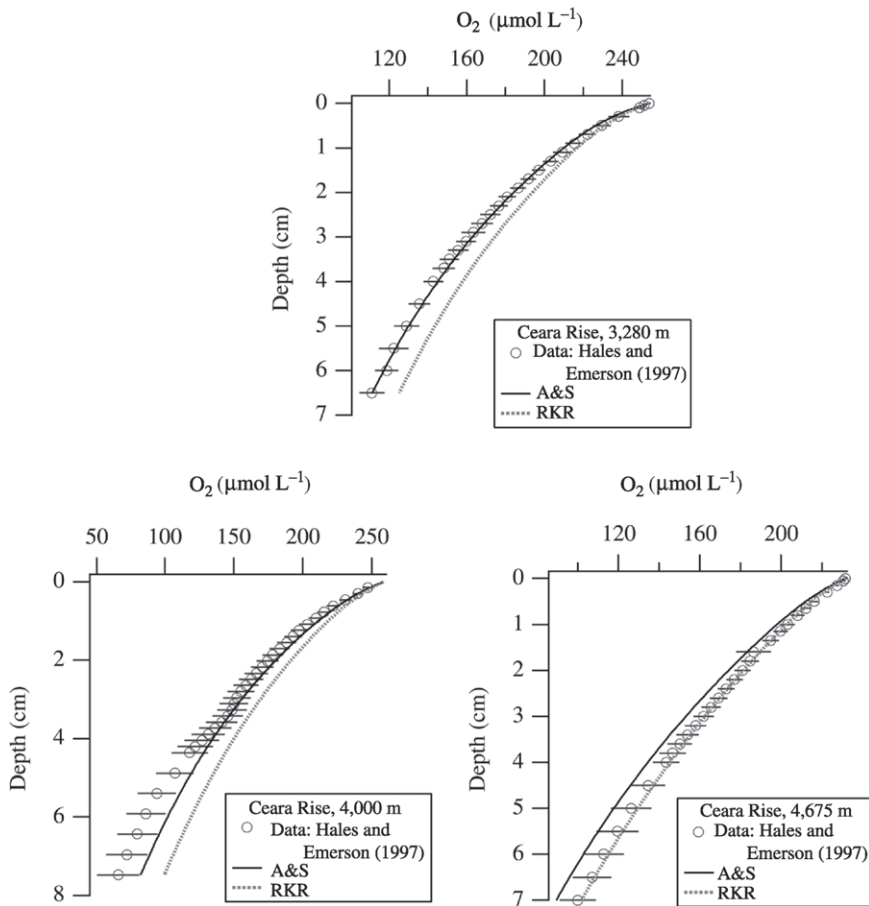 O₂ (μmol L⁻¹)
120 160 200 240
0
1
2
3
4
5
6
7
Depth (cm)
Ceara Rise, 3,280 m
Data: Hales and
Emerson (1997)
A&S
RKR
O₂ (μmol L⁻¹)
50 100 150 200 250
0
2
4
6
8
Depth (cm)
Ceara Rise, 4,000 m
Data: Hales and
Emerson (1997)
A&S
RKR
O₂ (μmol L⁻¹)
120 160 200
0
1
2
3
4
5
6
7
Depth (cm)
Ceara Rise, 4,675 m
Data: Hales and
Emerson (1997)
A&S
RKR